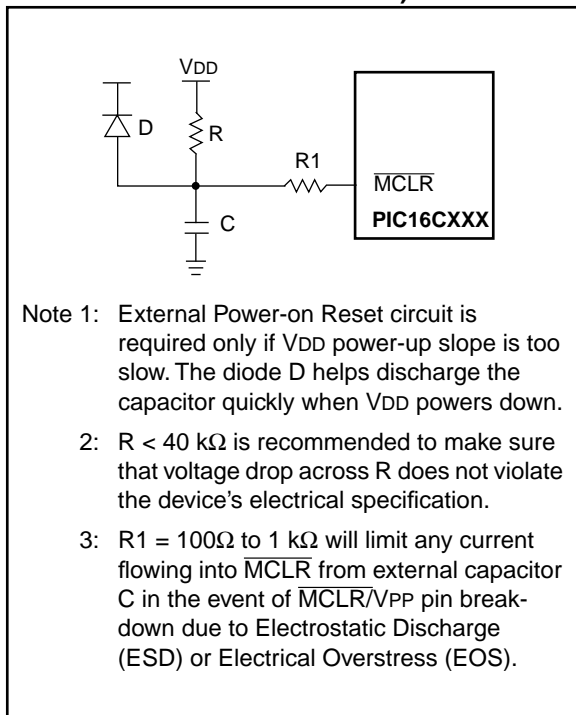 VDD
D
R
R1
MCLR
PIC16CXXX
C
Note 1: External Power-on Reset circuit is
required only if VDD power-up slope is too
slow. The diode D helps discharge the
capacitor quickly when VDD powers down.
2: R < 40 kΩ is recommended to make sure
that voltage drop across R does not violate
the device's electrical specification.
3: R1 = 100Ω to 1 kΩ will limit any current
flowing into MCLR from external capacitor
C in the event of MCLR/VPP pin break-
down due to Electrostatic Discharge
(ESD) or Electrical Overstress (EOS).